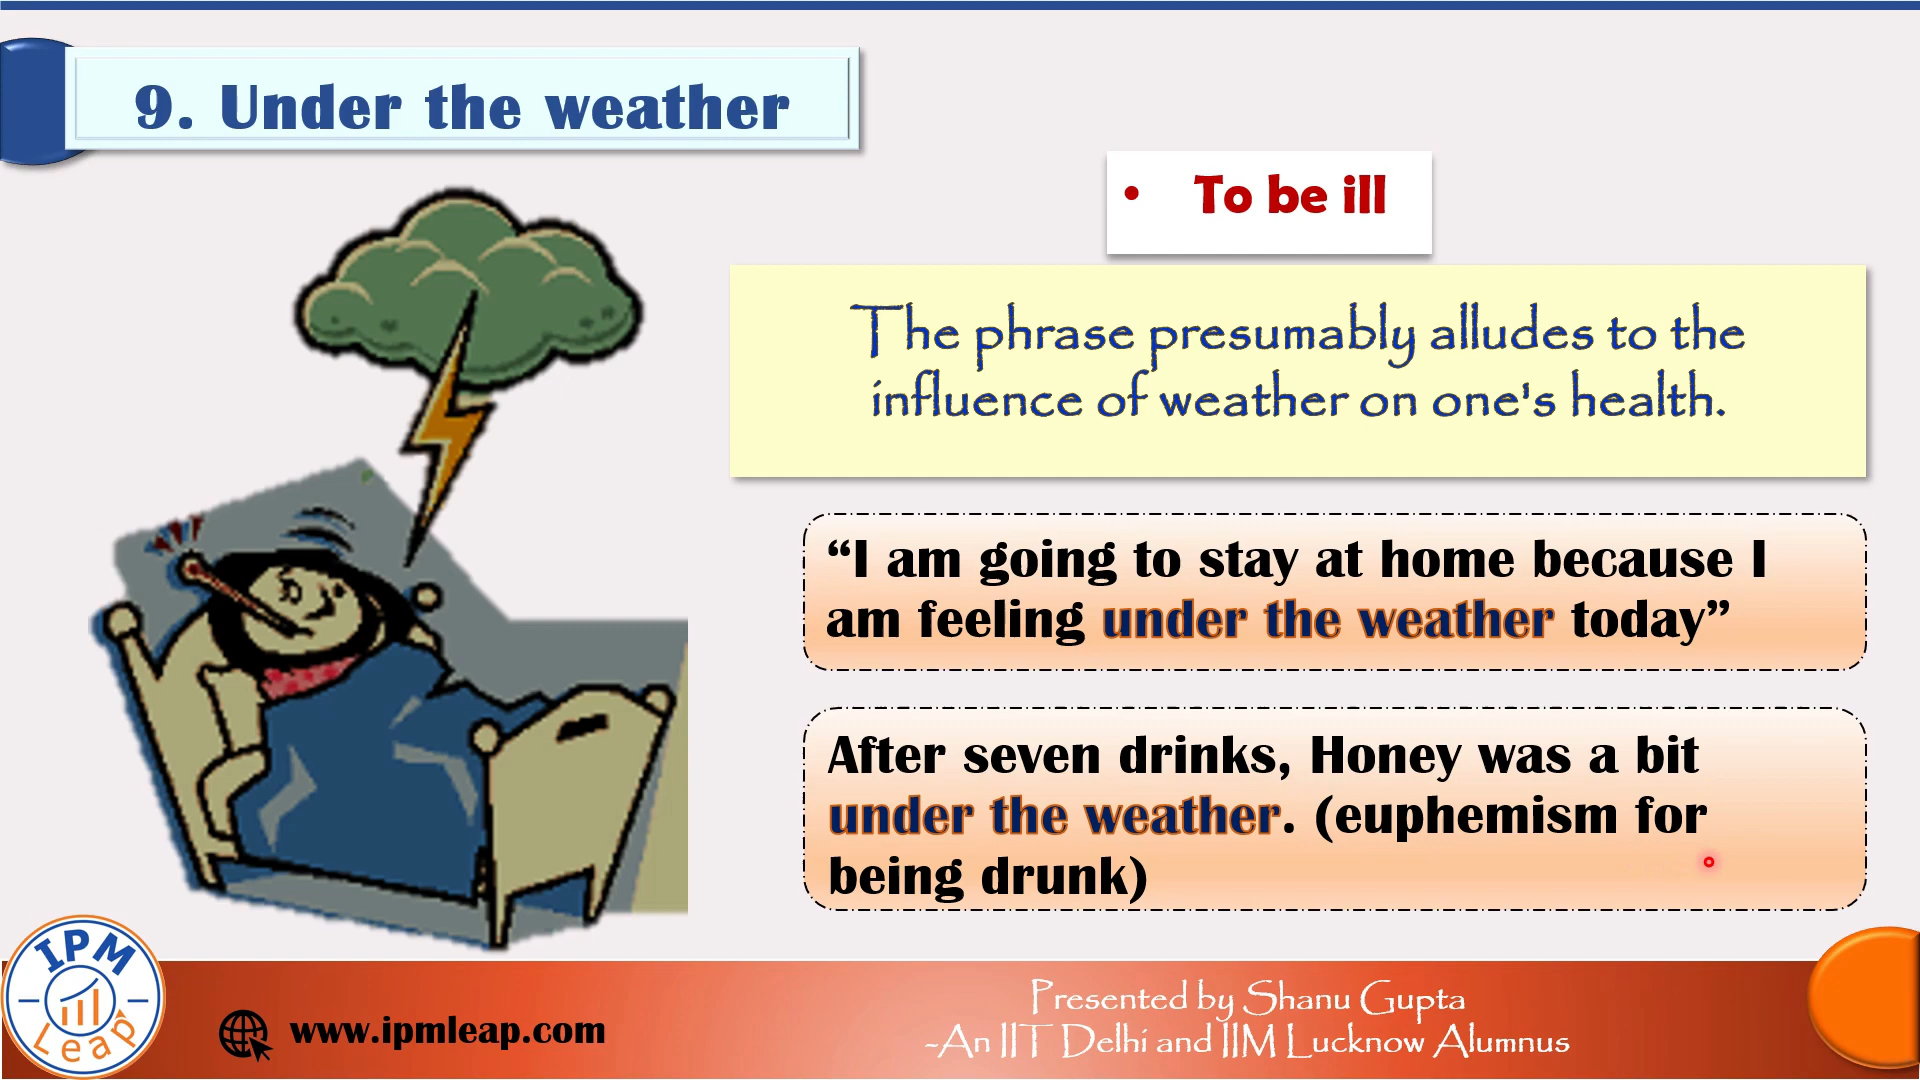 9. Under the weather
• To be ill
The phrase presumably alludes to the
influence of weather on one's health.
“I am going to stay at home because I
am feeling under the weather today”
After seven drinks, Honey was a bit
under the weather. (euphemism for
being drunk)
IPM
Leap
www.ipmleap.com
Presented by Shanu Gupta
-An IIT Delhi and IIM Lucknow Alumnus